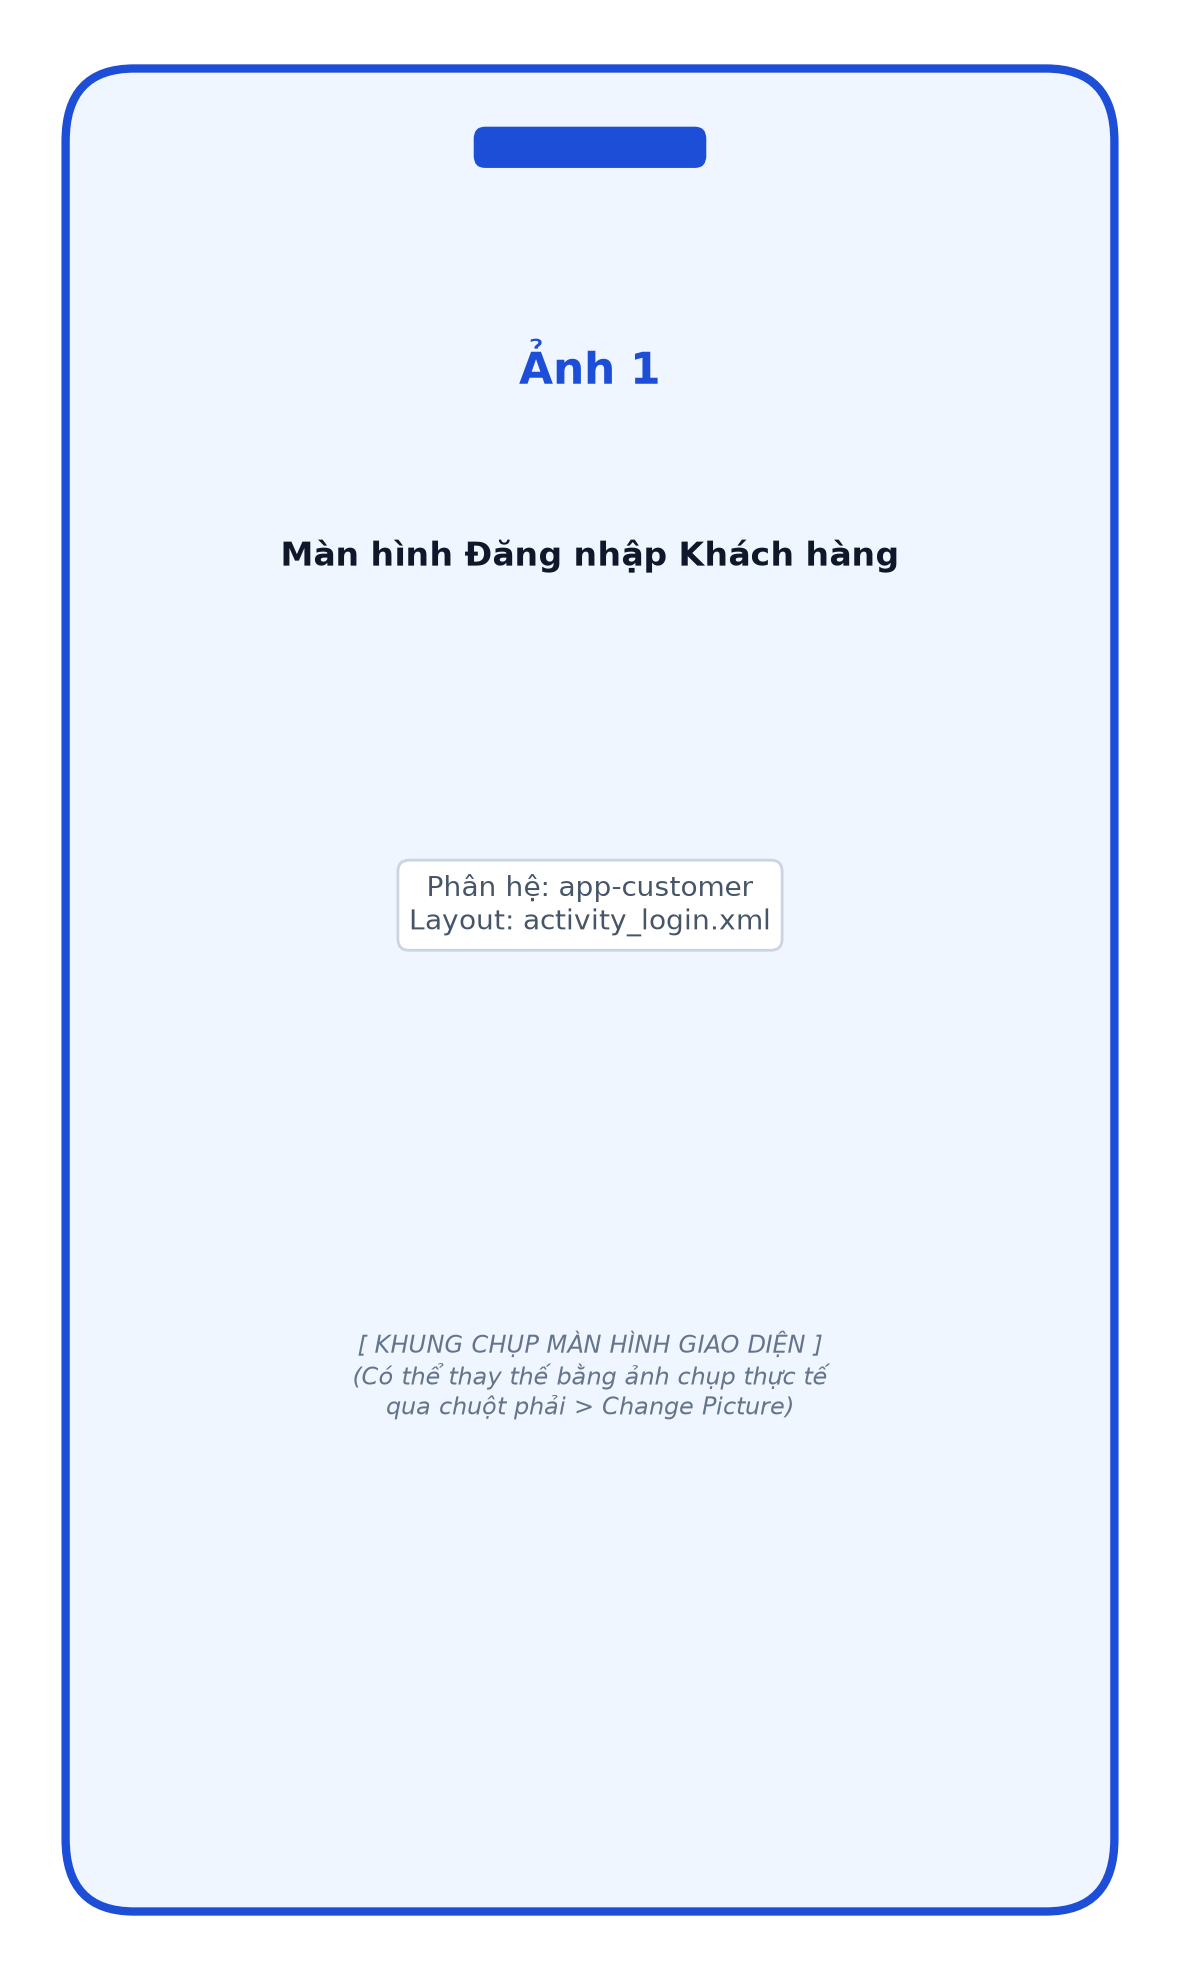 Ảnh 1
Màn hình Đăng nhập Khách hàng
Phân hệ: app-customer
Layout: activity_login.xml
[ KHUNG CHỤP MÀN HÌNH GIAO DIỆN ]
(Có thể thay thế bằng ảnh chụp thực tế
qua chuột phải > Change Picture)